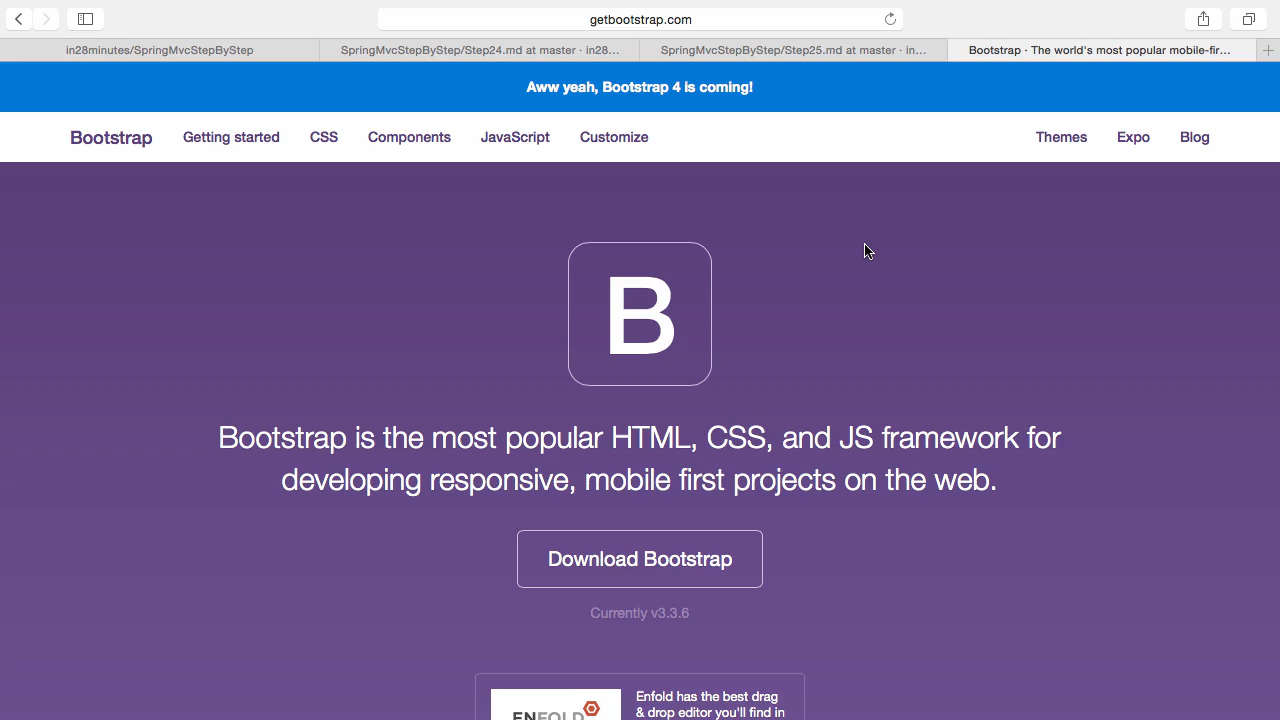 getbootstrap.com
in28minutes/SpringMvcStepByStep
SpringMvcStepByStep/Step24.md at master · in28...
SpringMvcStepByStep/Step25.md at master · in...
Bootstrap · The world's most popular mobile-fir...
Aww yeah, Bootstrap 4 is coming!
Bootstrap Getting started CSS Components JavaScript Customize Themes Expo Blog
B
Bootstrap is the most popular HTML, CSS, and JS framework for
developing responsive, mobile first projects on the web.
Download Bootstrap
Currently v3.3.6
ENFOLD
Enfold has the best drag
& drop editor you'll find in